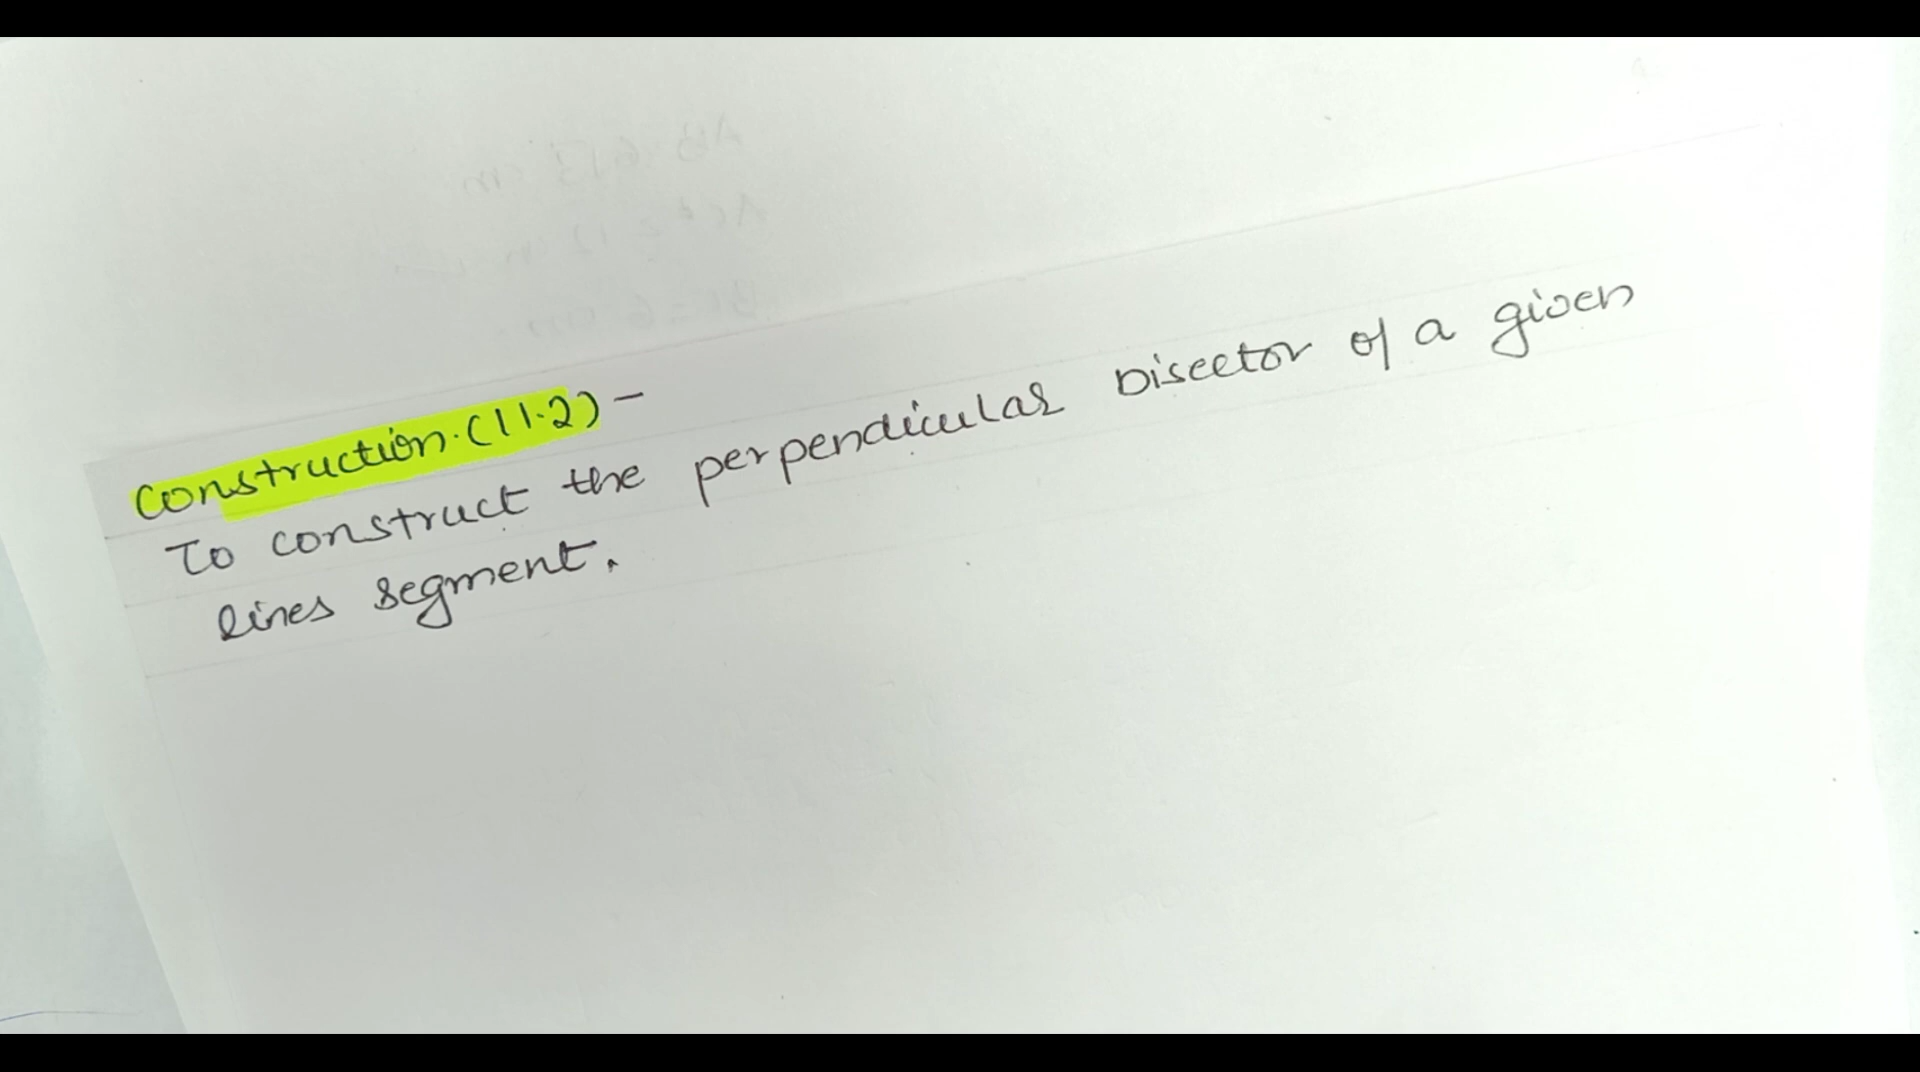 Construction.(11.2) -
To construct the perpendicular Bisector of a given
lines segment.